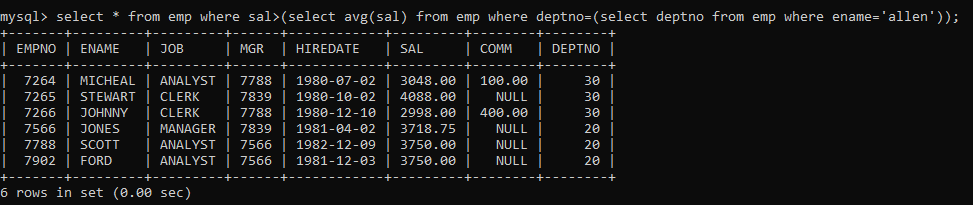 mysql> select * from emp where sal>(select avg(sal) from emp where deptno=(select deptno from emp where ename='allen'));
+-------+---------+---------+------+------------+---------+--------+--------+
| EMPNO | ENAME   | JOB     | MGR  | HIREDATE   | SAL     | COMM   | DEPTNO |
+-------+---------+---------+------+------------+---------+--------+--------+
|  7264 | MICHEAL | ANALYST | 7788 | 1980-07-02 | 3048.00 | 100.00 |     30 |
|  7265 | STEWART | CLERK   | 7839 | 1980-10-02 | 4088.00 |   NULL |     30 |
|  7266 | JOHNNY  | CLERK   | 7788 | 1980-12-10 | 2998.00 | 400.00 |     30 |
|  7566 | JONES   | MANAGER | 7839 | 1981-04-02 | 3718.75 |   NULL |     20 |
|  7788 | SCOTT   | ANALYST | 7566 | 1982-12-09 | 3750.00 |   NULL |     20 |
|  7902 | FORD    | ANALYST | 7566 | 1981-12-03 | 3750.00 |   NULL |     20 |
+-------+---------+---------+------+------------+---------+--------+--------+
6 rows in set (0.00 sec)